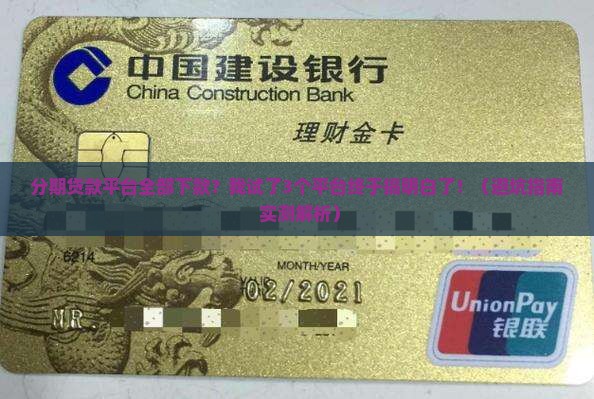 中国建设银行
China Construction Bank
理财金卡
分期贷款平台全部下款？我试了3个平台终于搞明白了！（避坑指南
实测解析）
6214
MONTH/YEAR
02/2021
MR.
UnionPay
银联